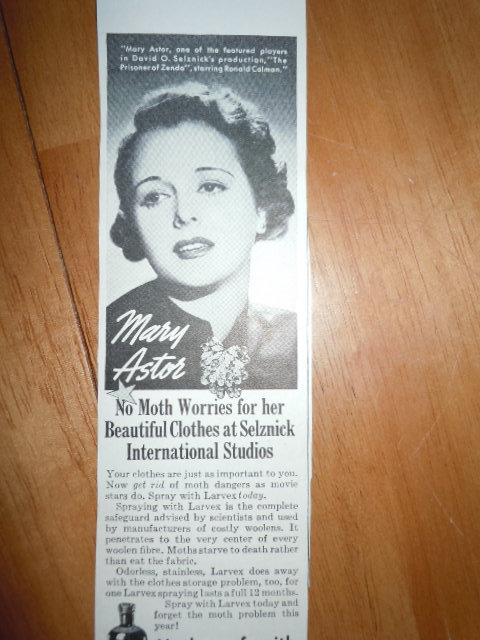 "Mary Astor, one of the featured players
in David O. Selznick's production, "The
Prisoner of Zenda", starring Ronald Colman."
Mary
Astor
No Moth Worries for her
Beautiful Clothes at Selznick
International Studios
Your clothes are just as important to you.
Now get rid of moth dangers as movie
stars do. Spray with Larvex today.
Spraying with Larvex is the complete
safeguard advised by scientists and used
by manufacturers of costly woolens. It
penetrates to the very center of every
woolen fibre. Moths starve to death rather
than eat the fabric.
Odorless, stainless, Larvex does away
with the clothes storage problem, too, for
one Larvex spraying lasts a full 12 months.
Spray with Larvex today and
forget the moth problem this
year!